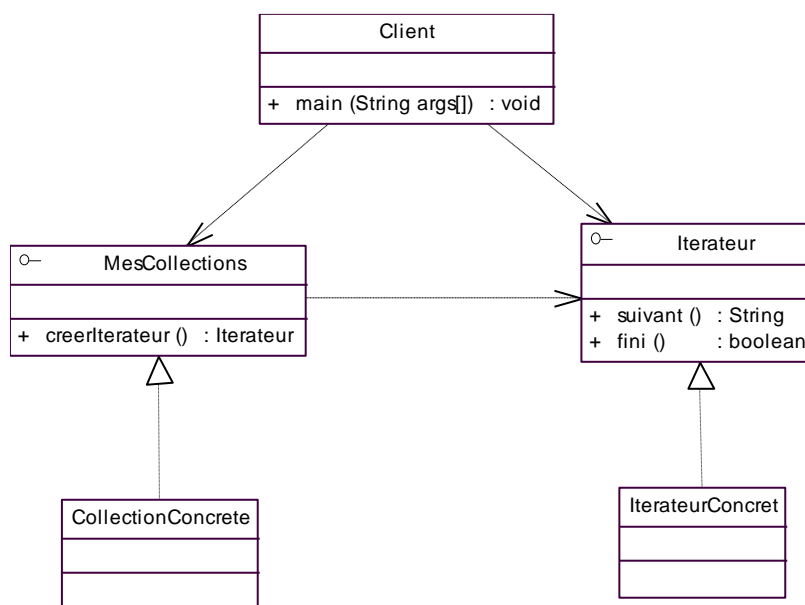 Client
+ main (String args[]) : void
MesCollections
+ creerIterateur () : Iterateur
Iterateur
+ suivant () : String
+ fini () : boolean
CollectionConcrete
IterateurConcret